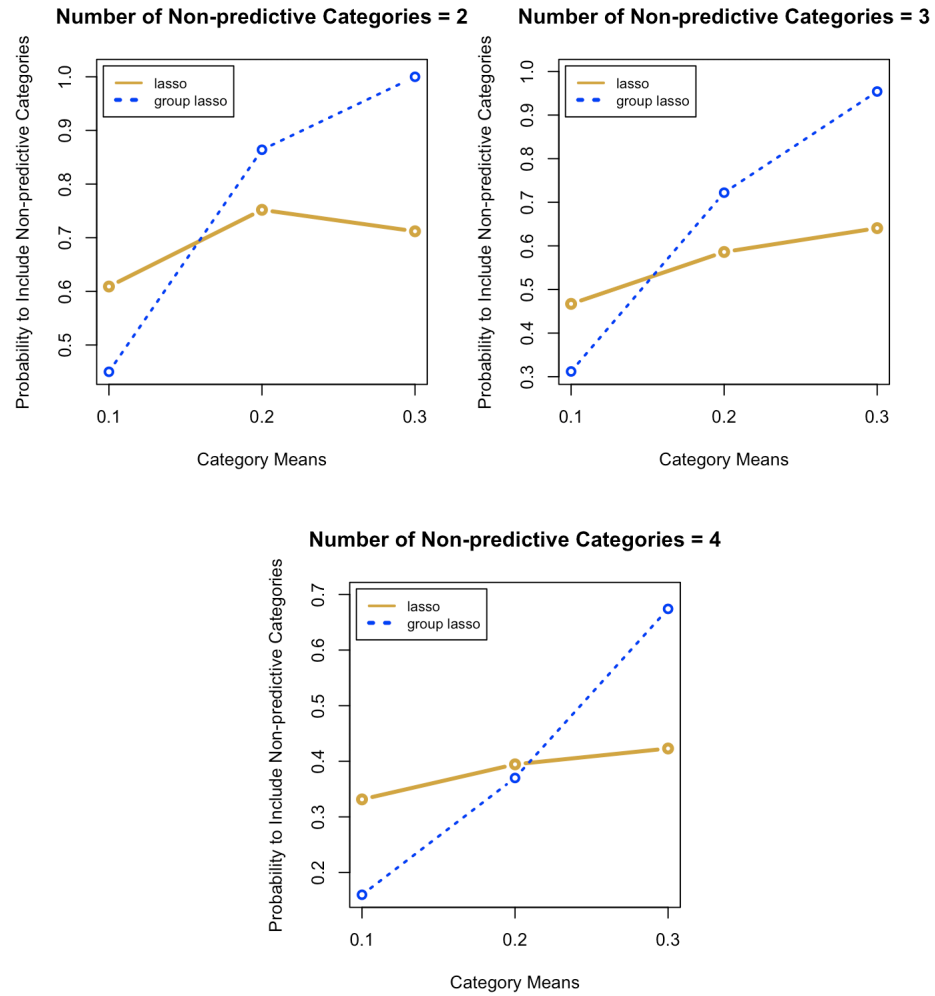 Number of Non-predictive Categories = 2
Probability to Include Non-predictive Categories
1.0
0.9
0.8
0.7
0.6
0.5
lasso
group lasso
0.1 0.2 0.3
Category Means
Number of Non-predictive Categories = 3
Probability to Include Non-predictive Categories
1.0
0.9
0.8
0.7
0.6
0.5
0.4
0.3
lasso
group lasso
0.1 0.2 0.3
Category Means
Number of Non-predictive Categories = 4
Probability to Include Non-predictive Categories
0.7
0.6
0.5
0.4
0.3
0.2
lasso
group lasso
0.1 0.2 0.3
Category Means